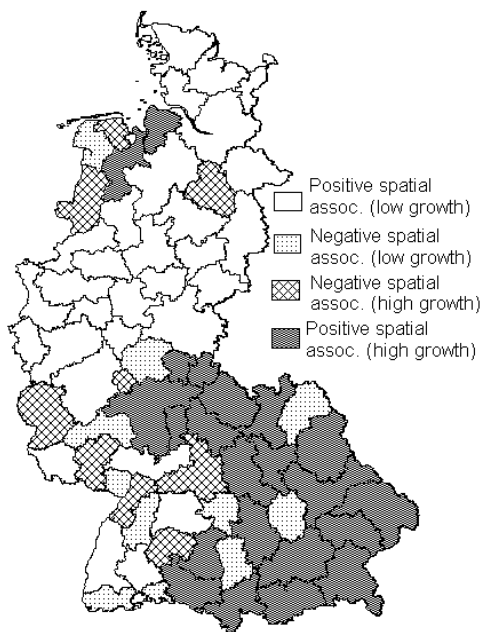 Positive spatial
assoc. (low growth)
Negative spatial
assoc. (low growth)
Negative spatial
assoc. (high growth)
Positive spatial
assoc. (high growth)